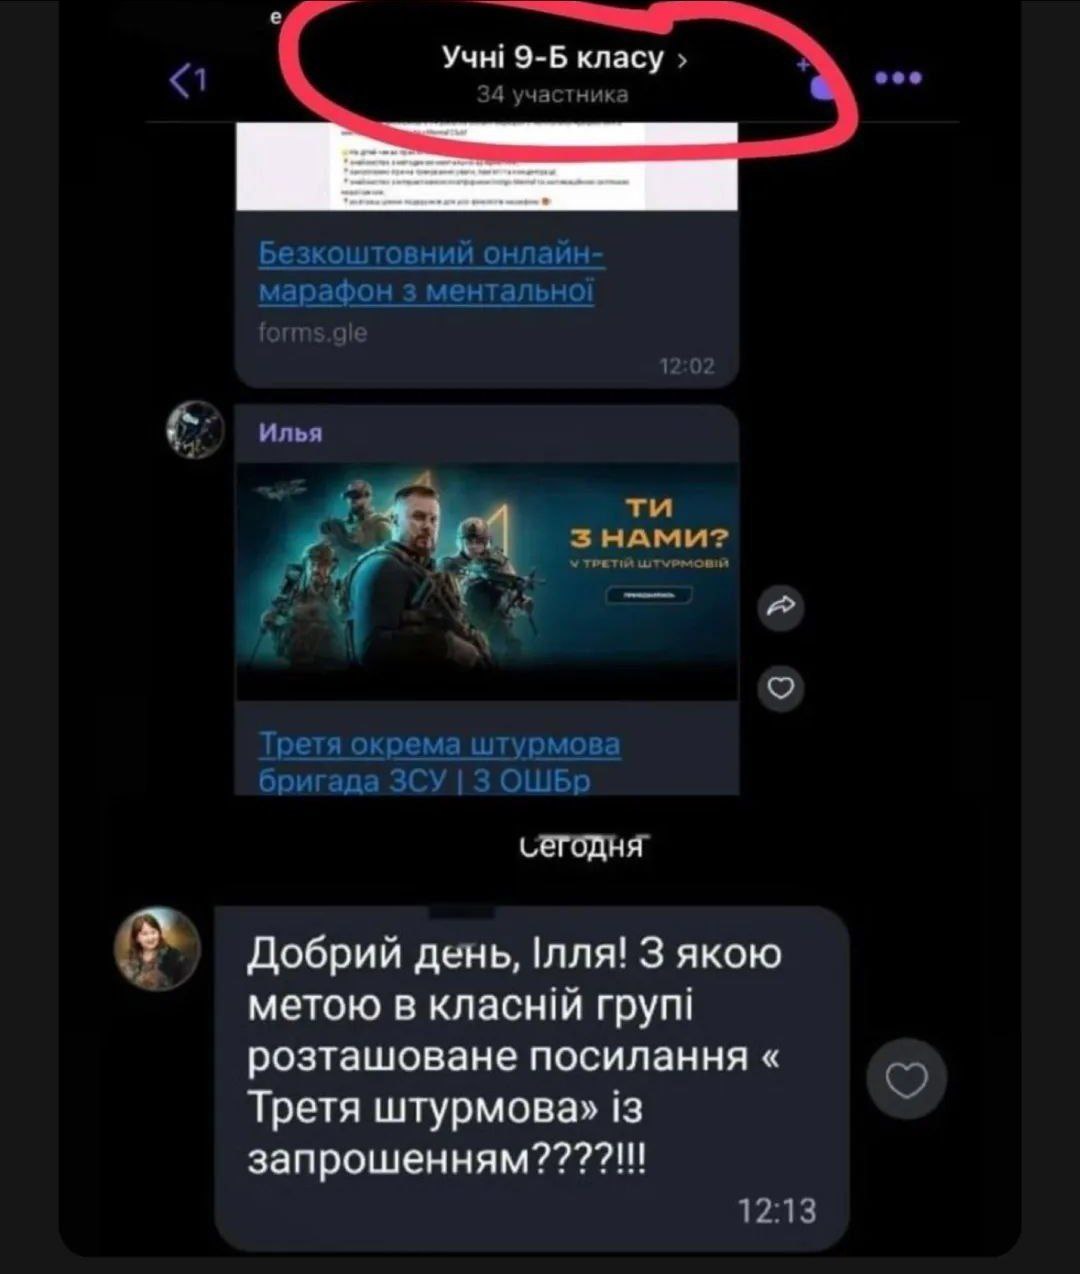 е
Учні 9-Б класу
34 участника
1
Безкоштовний онлайн-
марафон з ментальної
forms.gle
12:02
Илья
ТИ
З НАМИ?
У ТРЕТІЙ ШТУРМОВІЙ
Третя окрема штурмова
бригада ЗСУ | 3 ОШБр
Сегодня
Добрий день, Ілля! З якою
метою в класній групі
розташоване посилання «
Третя штурмова» із
запрошенням????!!!
12:13